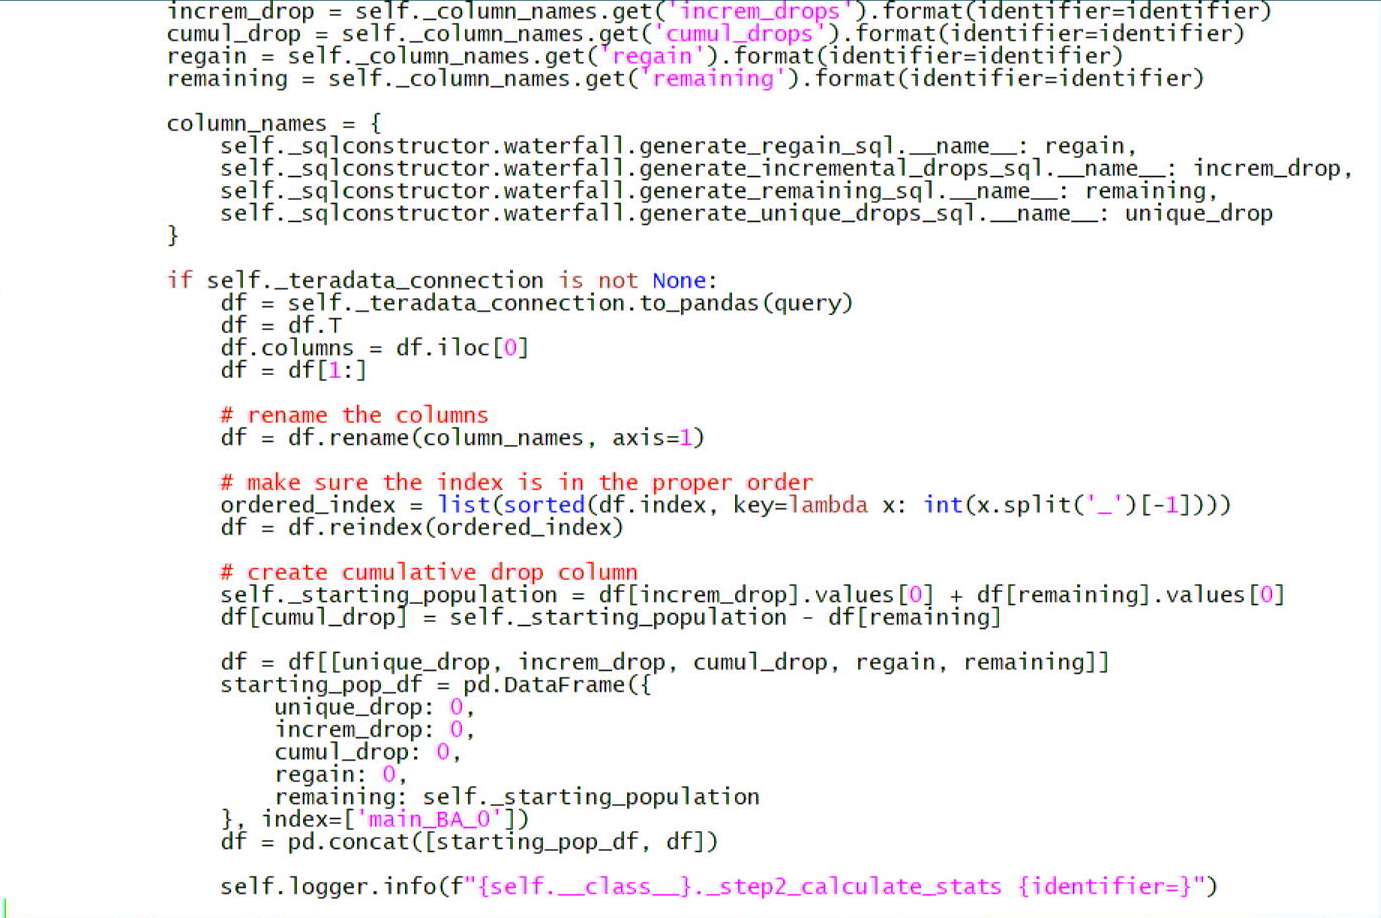 increm_drop = self._column_names.get('increm_drops').format(identifier=identifier)
cumul_drop = self._column_names.get('cumul_drops').format(identifier=identifier)
regain = self._column_names.get('regain').format(identifier=identifier)
remaining = self._column_names.get('remaining').format(identifier=identifier)
column_names = {
self._sqlconstructor.waterfall.generate_regain_sql.__name__: regain,
self._sqlconstructor.waterfall.generate_incremental_drops_sql.__name__: increm_drop,
self._sqlconstructor.waterfall.generate_remaining_sql.__name__: remaining,
self._sqlconstructor.waterfall.generate_unique_drops_sql.__name__: unique_drop
}
if self._teradata_connection is not None:
df = self._teradata_connection.to_pandas(query)
df = df.T
df.columns = df.iloc[0]
df = df[1:]
# rename the columns
df = df.rename(column_names, axis=1)
# make sure the index is in the proper order
ordered_index = list(sorted(df.index, key=lambda x: int(x.split('_')[-1])))
df = df.reindex(ordered_index)
# create cumulative drop column
self._starting_population = df[increm_drop].values[0] + df[remaining].values[0]
df[cumul_drop] = self._starting_population - df[remaining]
df = df[[unique_drop, increm_drop, cumul_drop, regain, remaining]]
starting_pop_df = pd.DataFrame({
unique_drop: 0,
increm_drop: 0,
cumul_drop: 0,
regain: 0,
remaining: self._starting_population
}, index=['main_BA_0'])
df = pd.concat([starting_pop_df, df])
self.logger.info(f"{self.__class__}._step2_calculate_stats {identifier=}")